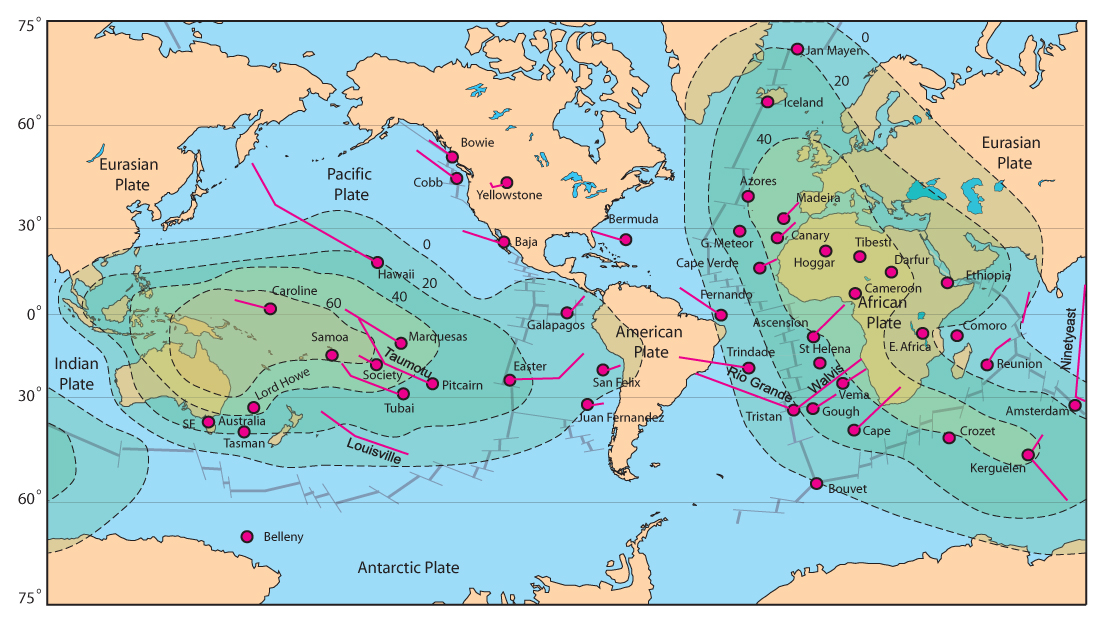 75°
0
Jan Mayen
20
Iceland
60°
40
Eurasian
Plate
Bowie
Eurasian
Plate
Pacific
Plate
Cobb
Yellowstone
Azores
Madeira
30°
Bermuda
Baja
0
G.Meteor
Canary
Tibesti
Hoggar
Darfur
Cape Verde
Ethiopia
Hawaii
20
Caroline
60
40
Fernando
Cameroon
African
Plate
0°
Galapagos
Ascension
Comoro
Samoa
Marquesas
American
Plate
E. Africa
St Helena
Ninetyeast
Indian
Plate
Taumotu
Society
Easter
San Felix
Trindade
Reunion
Pitcairn
Rio Grande
Walvis
Lord Howe
Vema
30°
Tubai
Juan Fernandez
Tristan
Gough
Amsterdam
SE
Australia
Tasman
Cape
Crozet
Louisville
Kerguelen
Bouvet
60°
Belleny
Antarctic Plate
75°